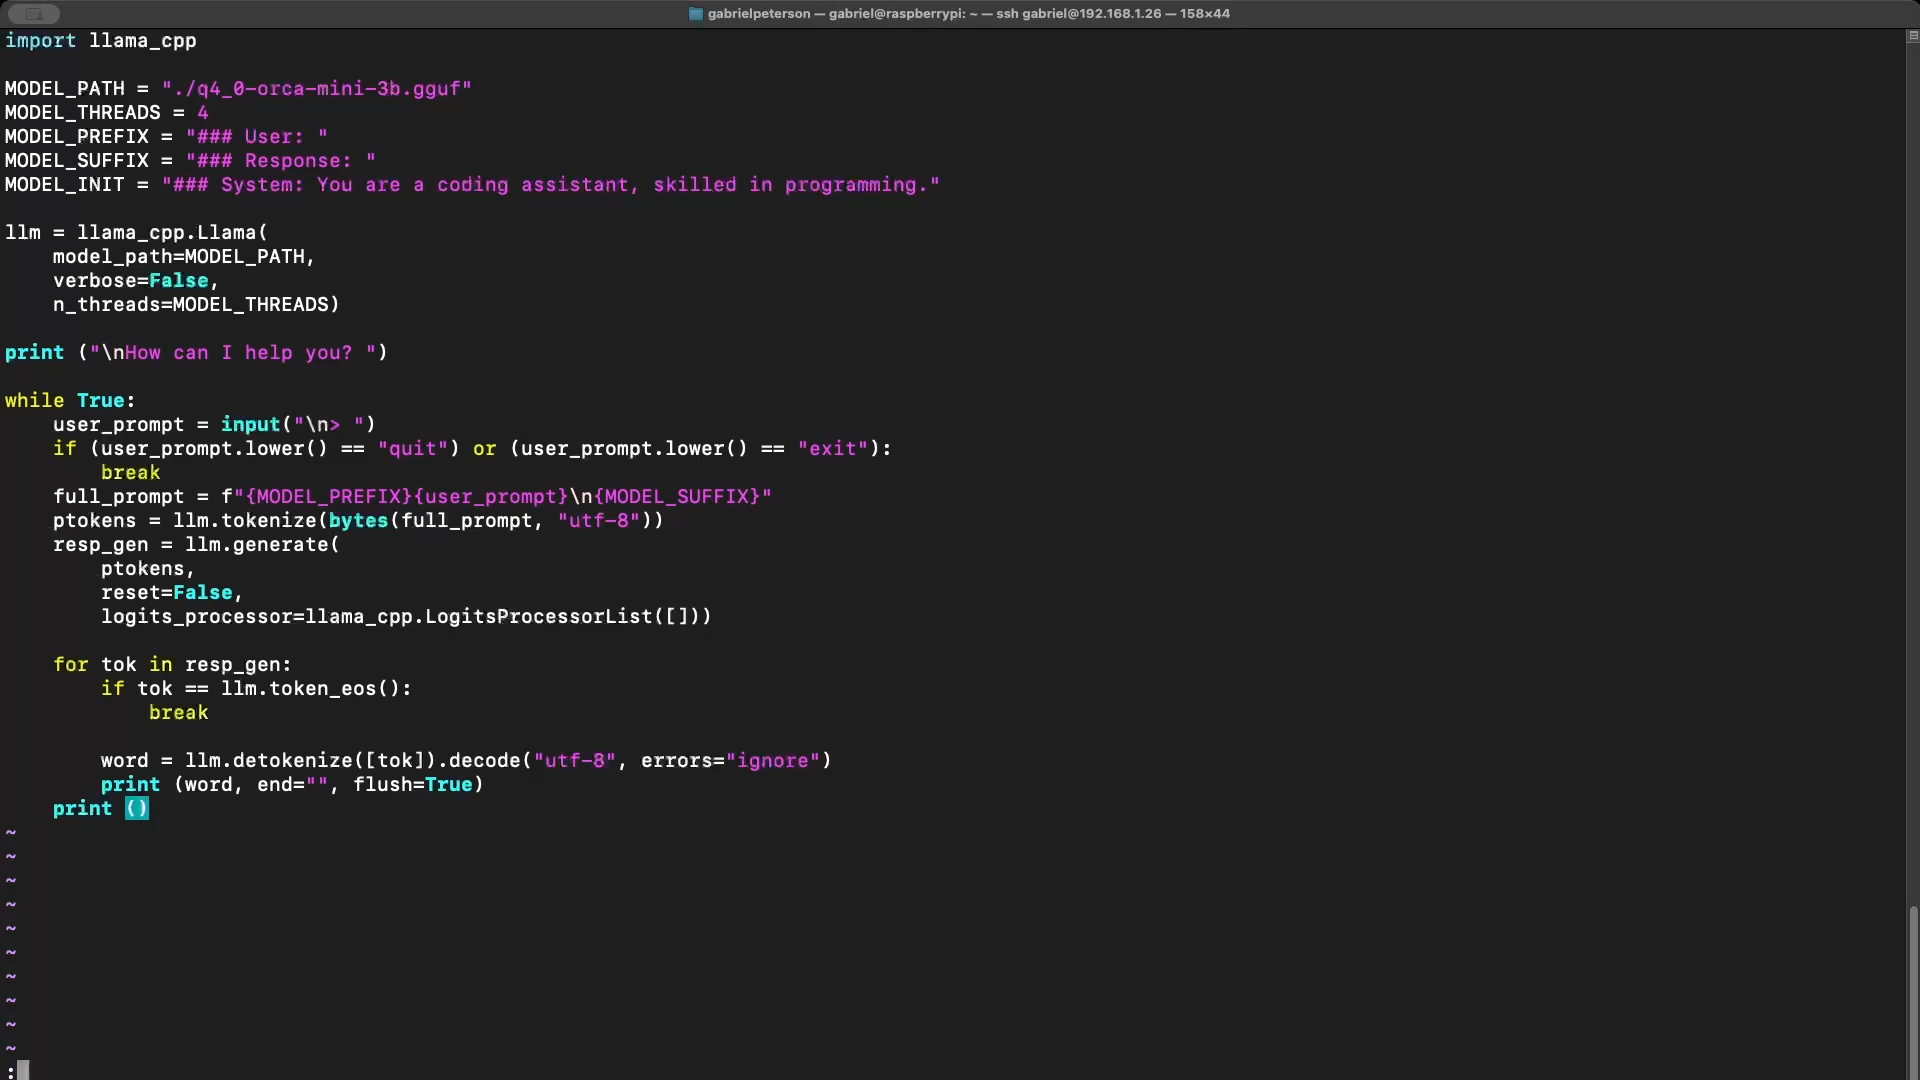 gabrielpeterson — gabriel@raspberrypi: ~ — ssh gabriel@192.168.1.26 — 158×44
import llama_cpp

MODEL_PATH = "./q4_0-orca-mini-3b.gguf"
MODEL_THREADS = 4
MODEL_PREFIX = "### User: "
MODEL_SUFFIX = "### Response: "
MODEL_INIT = "### System: You are a coding assistant, skilled in programming."

llm = llama_cpp.Llama(
    model_path=MODEL_PATH,
    verbose=False,
    n_threads=MODEL_THREADS)

print ("\nHow can I help you? ")

while True:
    user_prompt = input("\n> ")
    if (user_prompt.lower() == "quit") or (user_prompt.lower() == "exit"):
        break
    full_prompt = f"{MODEL_PREFIX}{user_prompt}\n{MODEL_SUFFIX}"
    ptokens = llm.tokenize(bytes(full_prompt, "utf-8"))
    resp_gen = llm.generate(
        ptokens,
        reset=False,
        logits_processor=llama_cpp.LogitsProcessorList([]))

    for tok in resp_gen:
        if tok == llm.token_eos():
            break

        word = llm.detokenize([tok]).decode("utf-8", errors="ignore")
        print (word, end="", flush=True)
    print ()
~
~
~
~
~
~
~
~
~
~
: